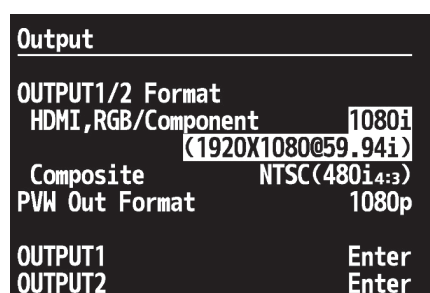 Output
OUTPUT1/2 Format
HDMI,RGB/Component 1080i
(1920X1080@59.94i)
Composite NTSC(480i4:3)
PVW Out Format 1080p
OUTPUT1 Enter
OUTPUT2 Enter